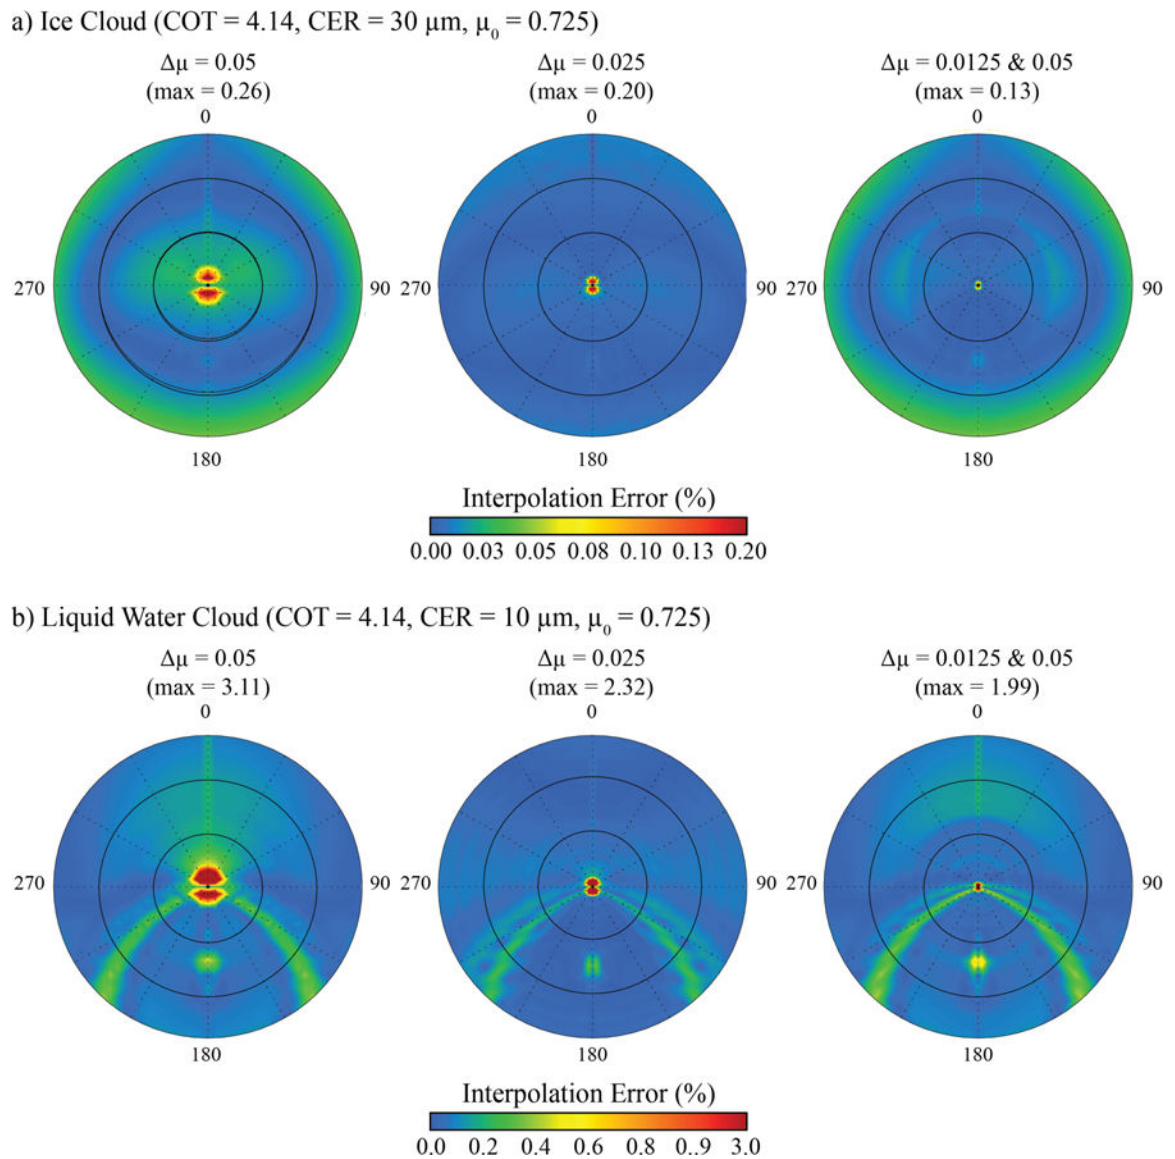 a) Ice Cloud (COT = 4.14, CER = 30 µm, µ₀ = 0.725)
Δµ = 0.05 Δµ = 0.025 Δµ = 0.0125 & 0.05
(max = 0.26) (max = 0.20) (max = 0.13)
0 0 0
270 90 270 90 270 90
180 180 180
Interpolation Error (%)
0.00 0.03 0.05 0.08 0.10 0.13 0.20
b) Liquid Water Cloud (COT = 4.14, CER = 10 µm, µ₀ = 0.725)
Δµ = 0.05 Δµ = 0.025 Δµ = 0.0125 & 0.05
(max = 3.11) (max = 2.32) (max = 1.99)
0 0 0
270 90 270 90 270 90
180 180 180
Interpolation Error (%)
0.0 0.2 0.4 0.6 0.8 0.9 3.0